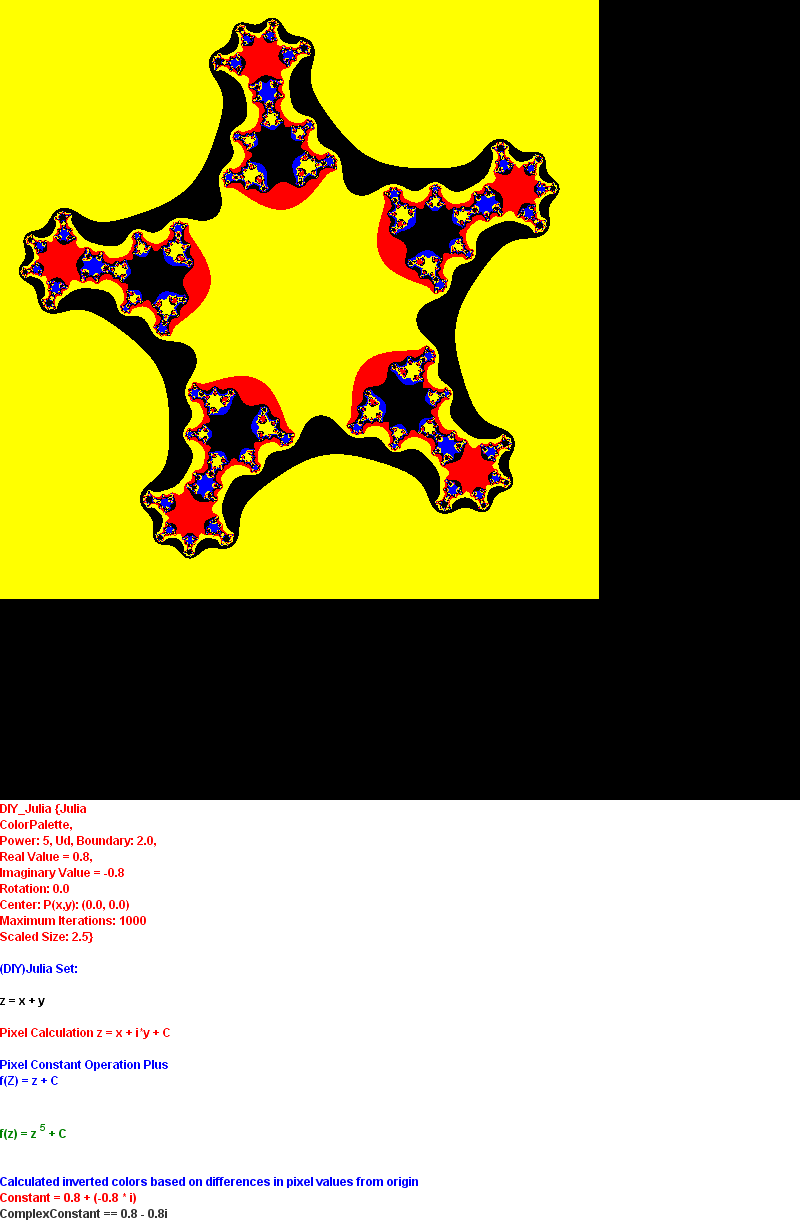 DIY_Julia {Julia
ColorPalette,
Power: 5, Ud, Boundary: 2.0,
Real Value = 0.8,
Imaginary Value = -0.8
Rotation: 0.0
Center: P(x,y): (0.0, 0.0)
Maximum Iterations: 1000
Scaled Size: 2.5}
(DIY)Julia Set:
z = x + y
Pixel Calculation z = x + i*y + C
Pixel Constant Operation Plus
f(Z) = z + C
f(z) = z ⁵ + C
Calculated inverted colors based on differences in pixel values from origin
Constant = 0.8 + (-0.8 * i)
ComplexConstant == 0.8 - 0.8i